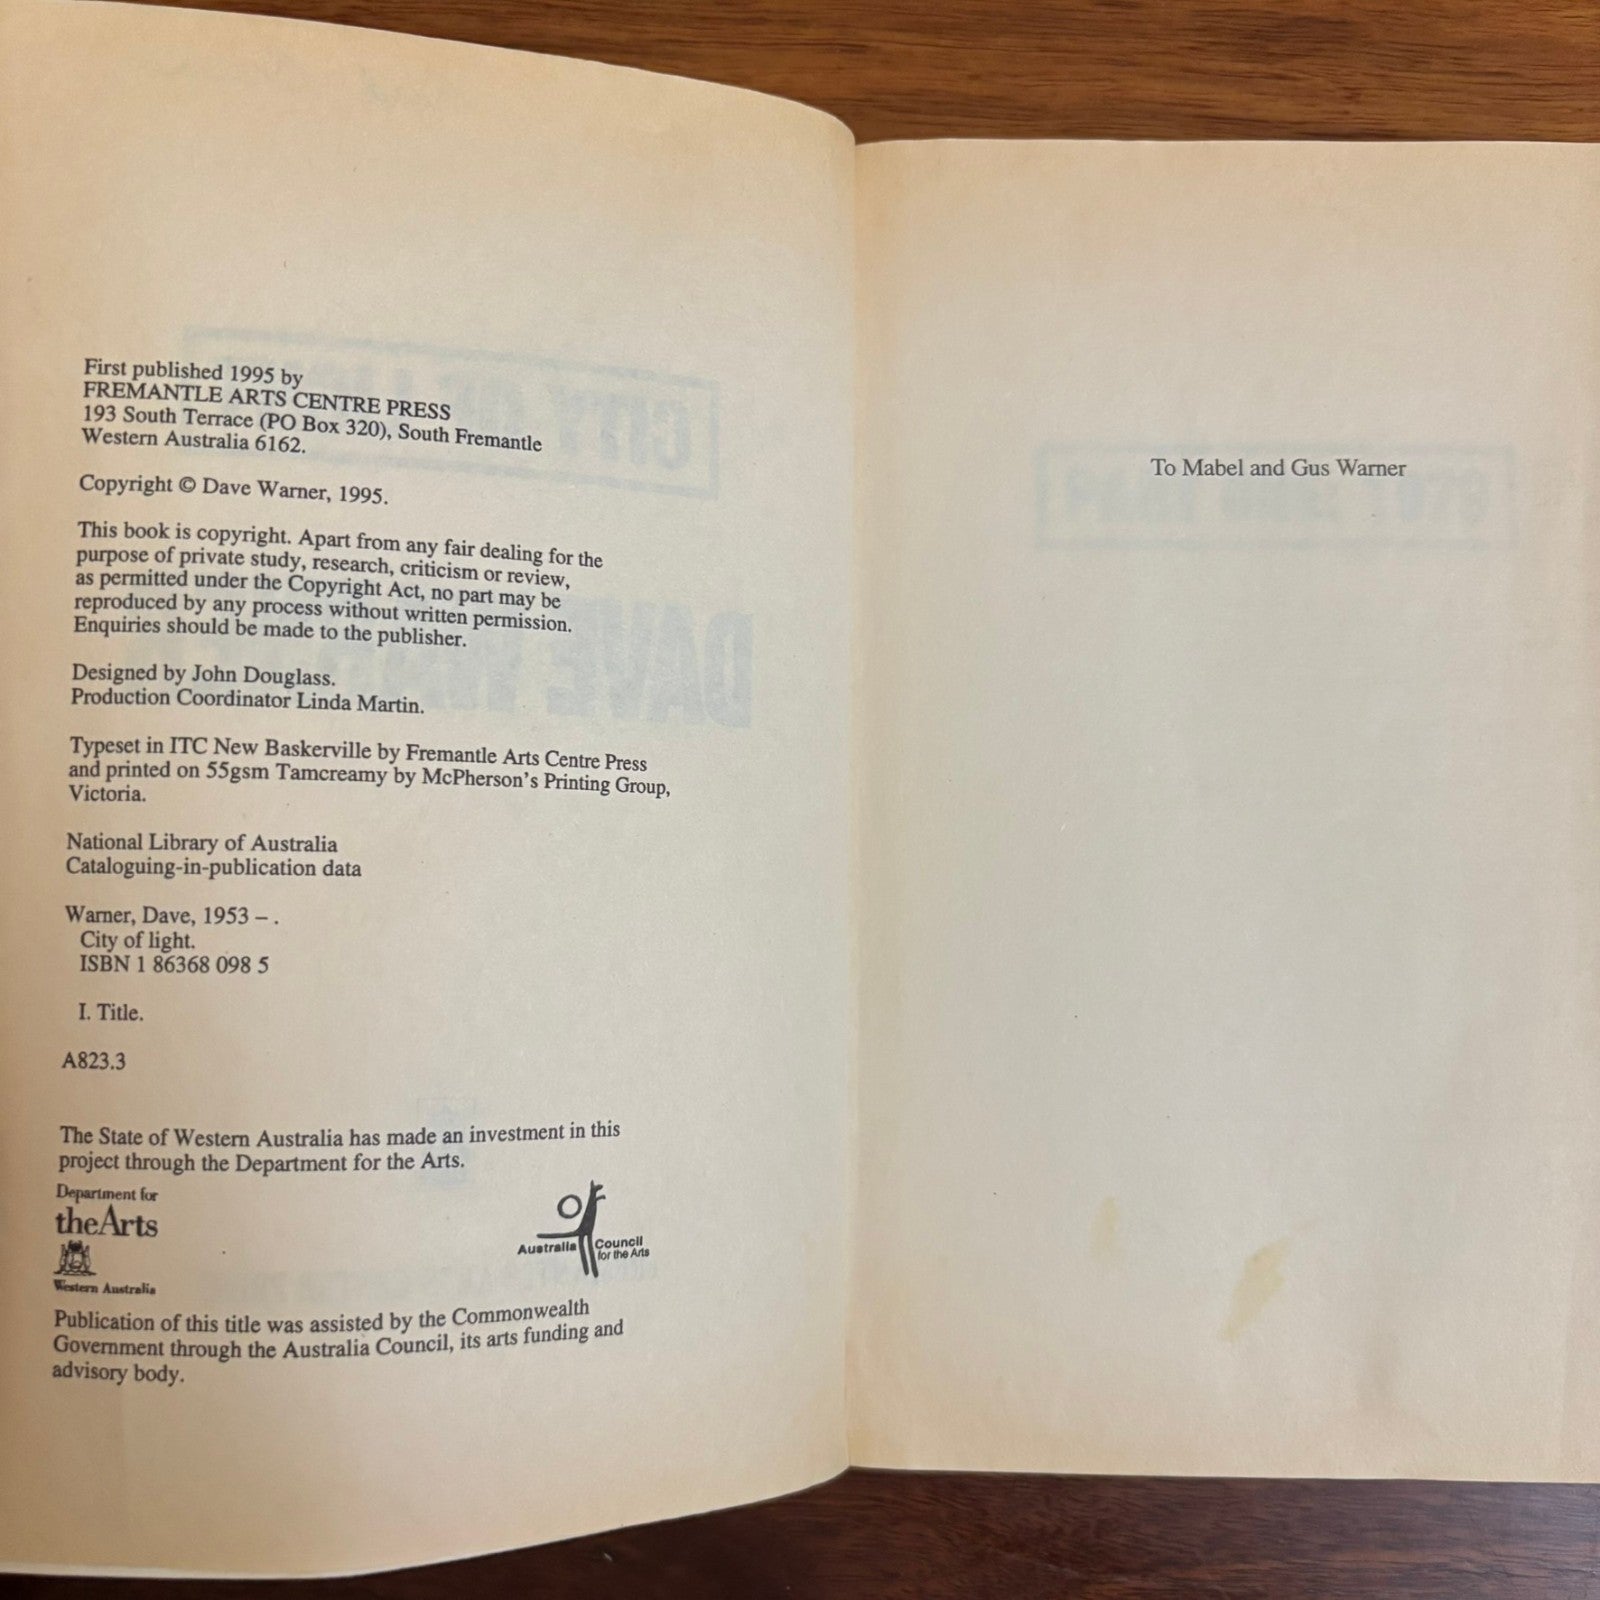 First published 1995 by
FREMANTLE ARTS CENTRE PRESS
193 South Terrace (PO Box 320), South Fremantle
Western Australia 6162.
Copyright © Dave Warner, 1995.
This book is copyright. Apart from any fair dealing for the
purpose of private study, research, criticism or review,
as permitted under the Copyright Act, no part may be
reproduced by any process without written permission.
Enquiries should be made to the publisher.
Designed by John Douglass.
Production Coordinator Linda Martin.
Typeset in ITC New Baskerville by Fremantle Arts Centre Press
and printed on 55gsm Tamcreamy by McPherson's Printing Group,
Victoria.
National Library of Australia
Cataloguing-in-publication data
Warner, Dave, 1953 – .
City of light.
ISBN 1 86368 098 5
I. Title.
A823.3
The State of Western Australia has made an investment in this
project through the Department for the Arts.
Department for
theArts
Western Australia
Australia Council
for the Arts
Publication of this title was assisted by the Commonwealth
Government through the Australia Council, its arts funding and
advisory body.
To Mabel and Gus Warner